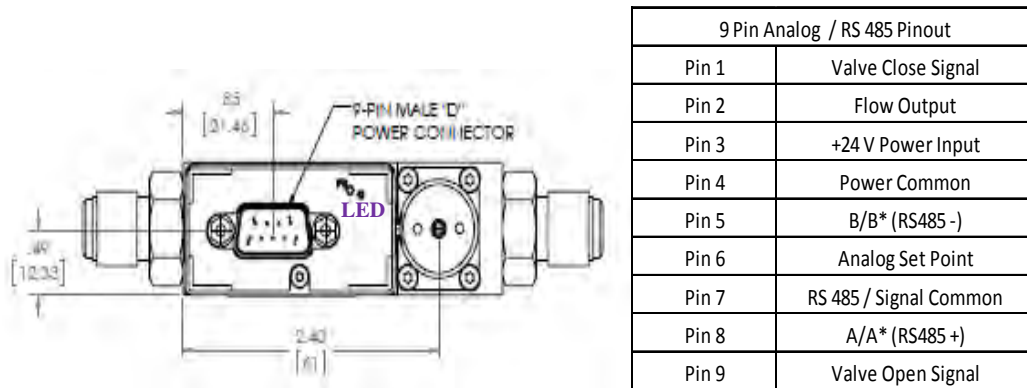 9 Pin Analog / RS 485 Pinout
Pin 1 Valve Close Signal
Pin 2 Flow Output
Pin 3 +24 V Power Input
Pin 4 Power Common
Pin 5 B/B* (RS485 -)
Pin 6 Analog Set Point
Pin 7 RS 485 / Signal Common
Pin 8 A/A* (RS485 +)
Pin 9 Valve Open Signal
.85
[21.46]
9-PIN MALE "D"
POWER CONNECTOR
LED
.49
2.40
[61]